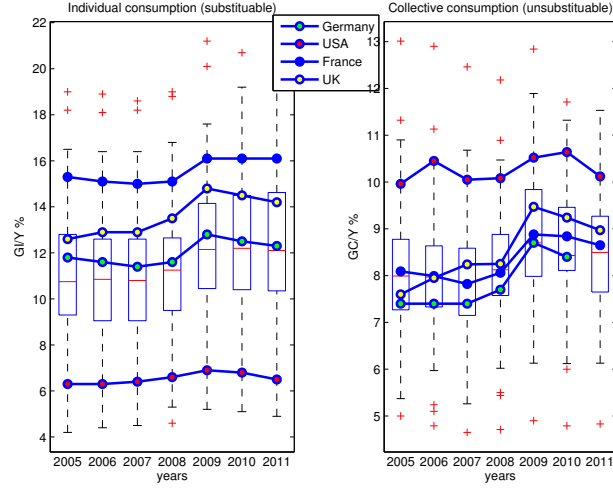 Individual consumption (substituable)
Collective consumption (unsubstituable)
Germany
USA
France
UK
GI/Y %
22
20
18
16
14
12
10
8
6
4
2005 2006 2007 2008 2009 2010 2011
years
GC/Y %
13
12
11
10
9
8
7
6
5
2005 2006 2007 2008 2009 2010 2011
years